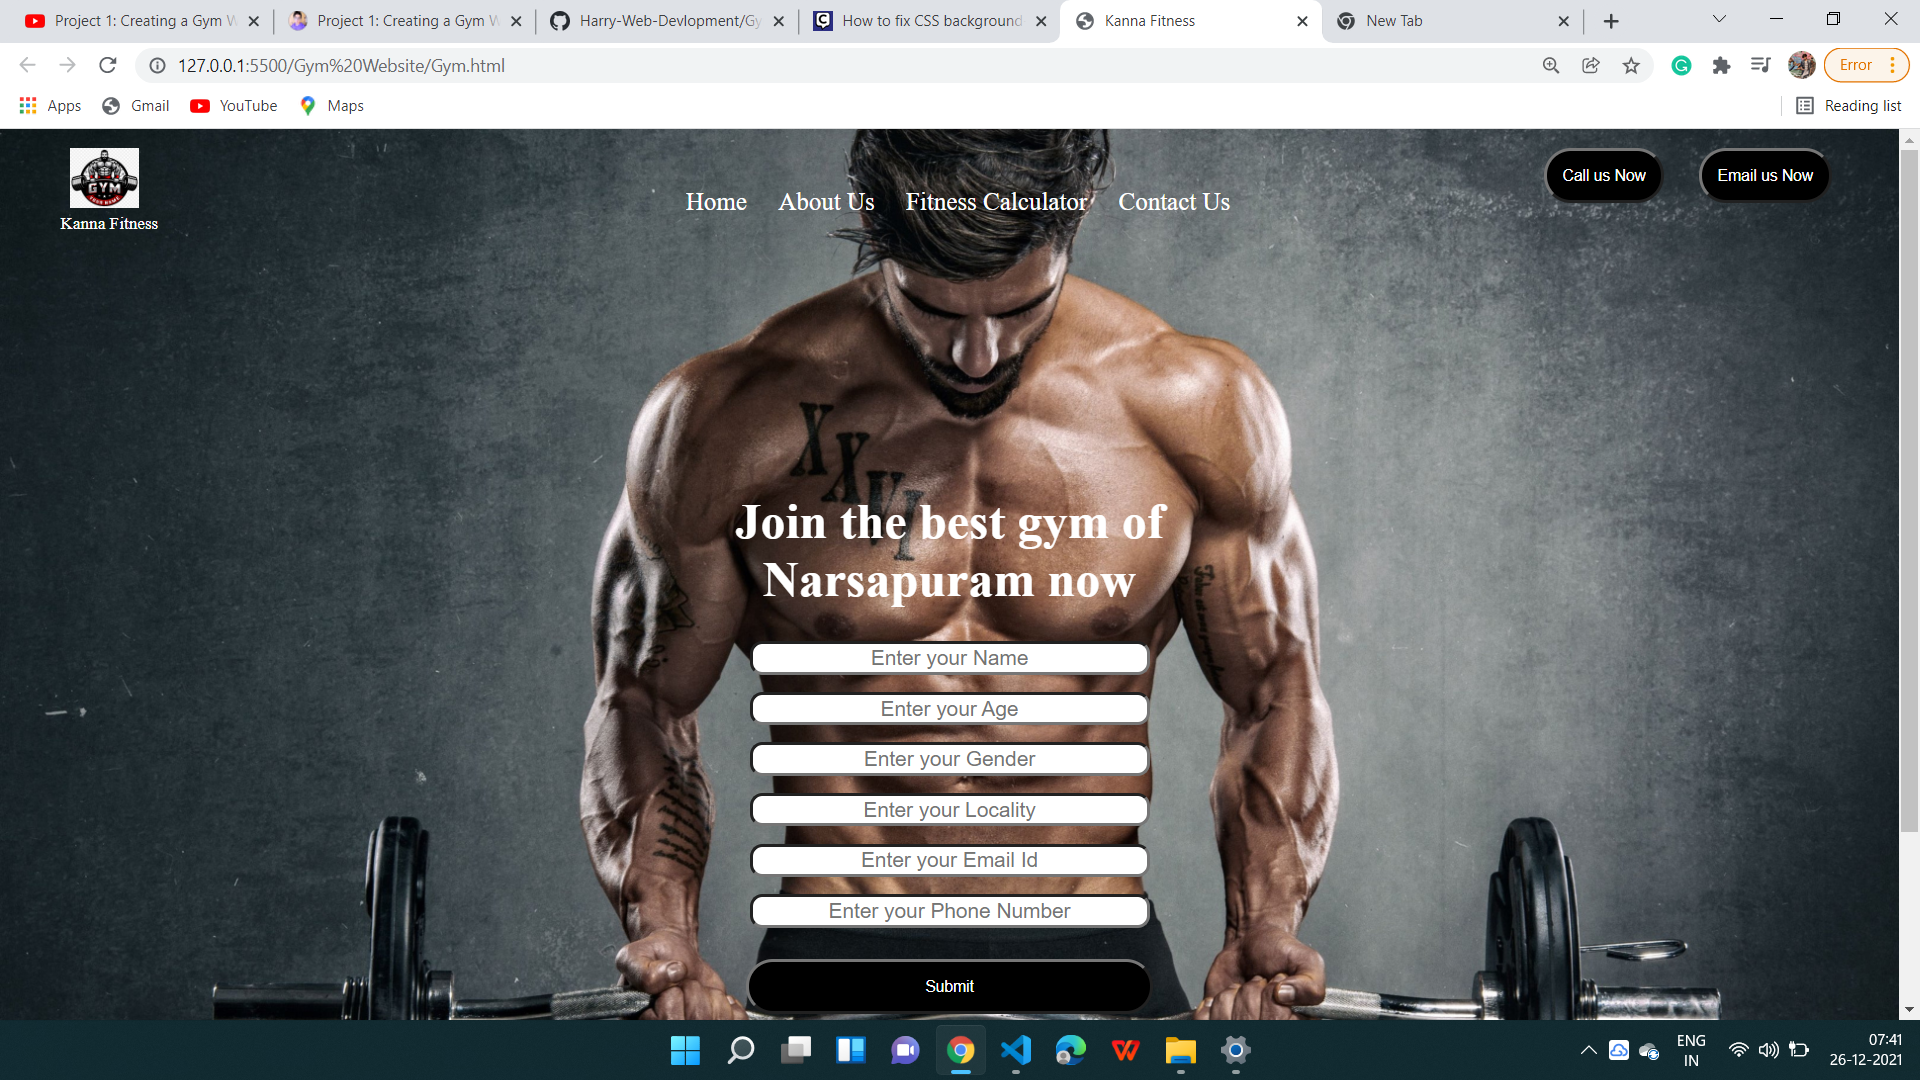 Project 1: Creating a Gym W
Project 1: Creating a Gym W
Harry-Web-Devlopment/Gy
How to fix CSS background
Kanna Fitness
New Tab
127.0.0.1:5500/Gym%20Website/Gym.html
Error
Apps
Gmail
YouTube
Maps
Reading list
GYM
YOUR NAME
Kanna Fitness
Home
About Us
Fitness Calculator
Contact Us
Call us Now
Email us Now
XXVI
Join the best gym of
Narsapuram now
Enter your Name
Enter your Age
Enter your Gender
Enter your Locality
Enter your Email Id
Enter your Phone Number
Submit
ENG
IN
07:41
26-12-2021